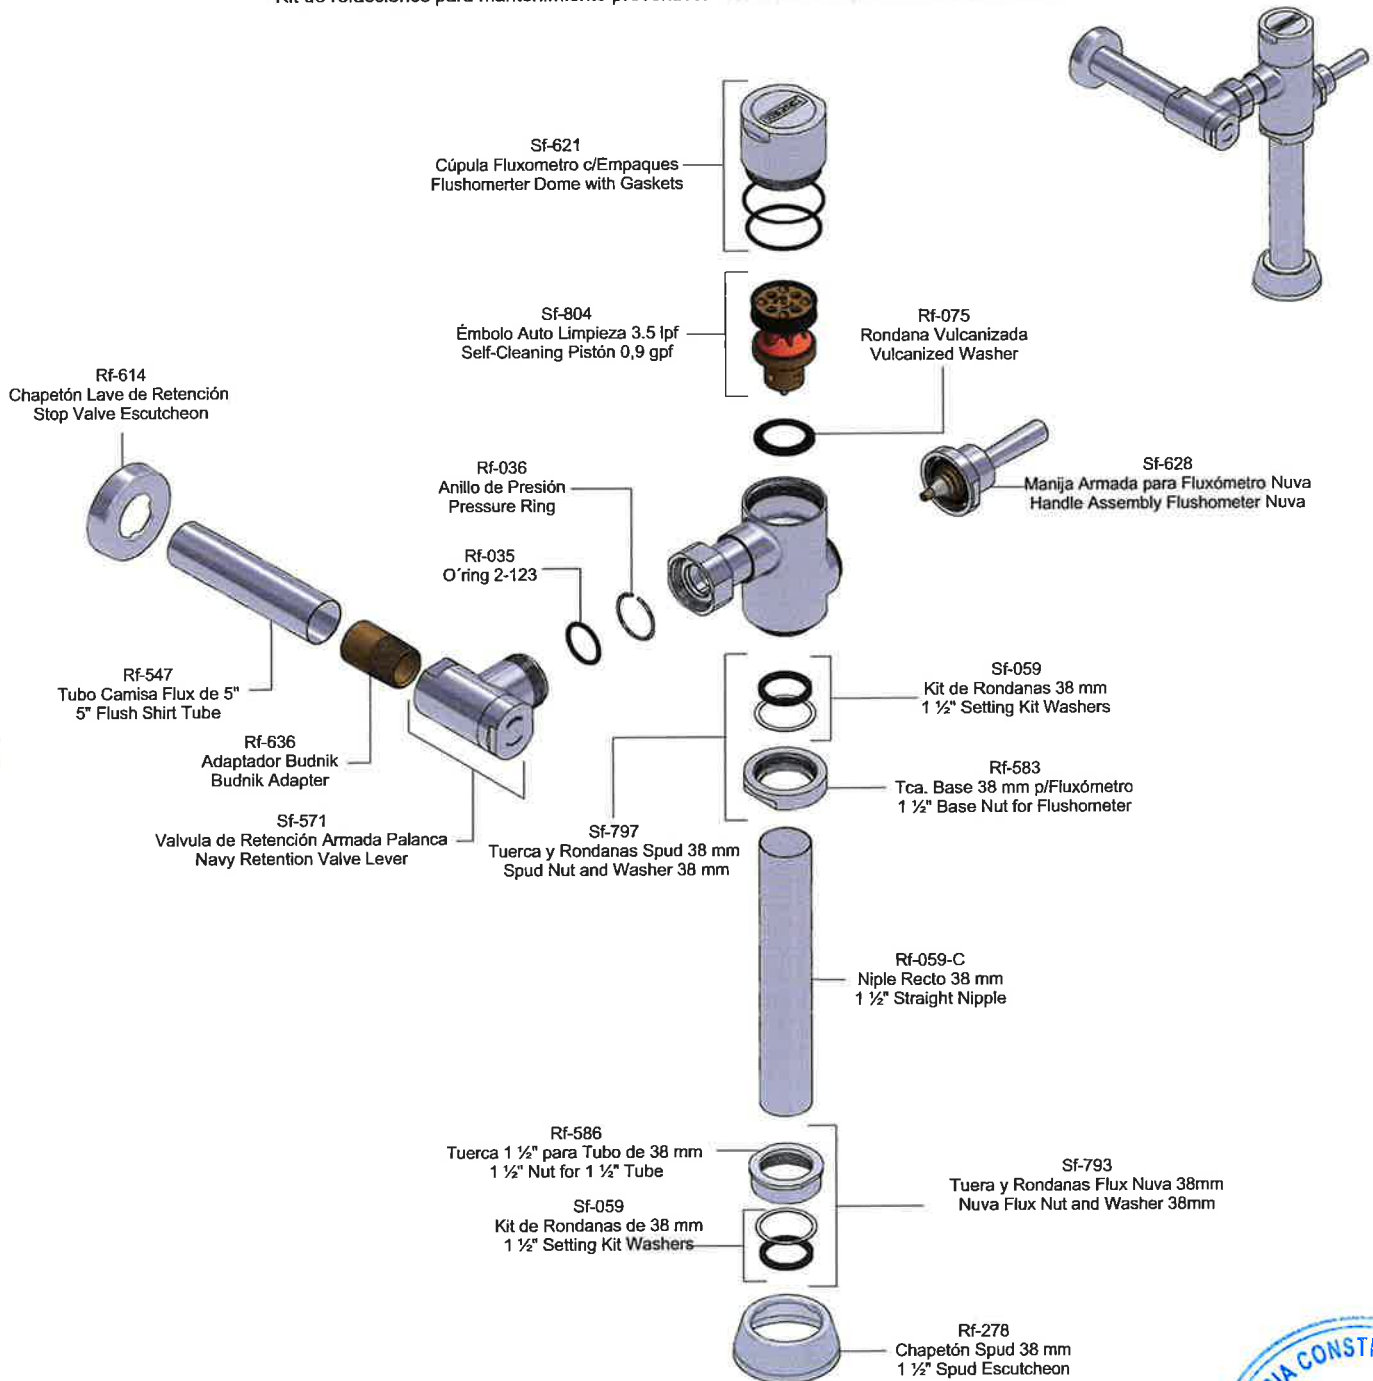 Kit de refacciones para mantenimiento preventivo
Sf-621
Cúpula Fluxometro c/Empaques
Flushomerter Dome with Gaskets
Sf-804
Émbolo Auto Limpieza 3.5 lpf
Self-Cleaning Pistón 0,9 gpf
Rf-075
Rondana Vulcanizada
Vulcanized Washer
Rf-614
Chapetón Lave de Retención
Stop Valve Escutcheon
Rf-036
Anillo de Presión
Pressure Ring
Sf-628
Manija Armada para Fluxómetro Nuva
Handle Assembly Flushometer Nuva
Rf-035
O´ring 2-123
Rf-547
Tubo Camisa Flux de 5"
5" Flush Shirt Tube
Sf-059
Kit de Rondanas 38 mm
1 ½" Setting Kit Washers
Rf-636
Adaptador Budnik
Budnik Adapter
Rf-583
Tca. Base 38 mm p/Fluxómetro
1 ½" Base Nut for Flushometer
Sf-571
Valvula de Retención Armada Palanca
Navy Retention Valve Lever
Sf-797
Tuerca y Rondanas Spud 38 mm
Spud Nut and Washer 38 mm
Rf-059-C
Niple Recto 38 mm
1 ½" Straight Nipple
Rf-586
Tuerca 1 ½" para Tubo de 38 mm
1 ½" Nut for 1 ½" Tube
Sf-793
Tuera y Rondanas Flux Nuva 38mm
Nuva Flux Nut and Washer 38mm
Sf-059
Kit de Rondanas de 38 mm
1 ½" Setting Kit Washers
Rf-278
Chapetón Spud 38 mm
1 ½" Spud Escutcheon